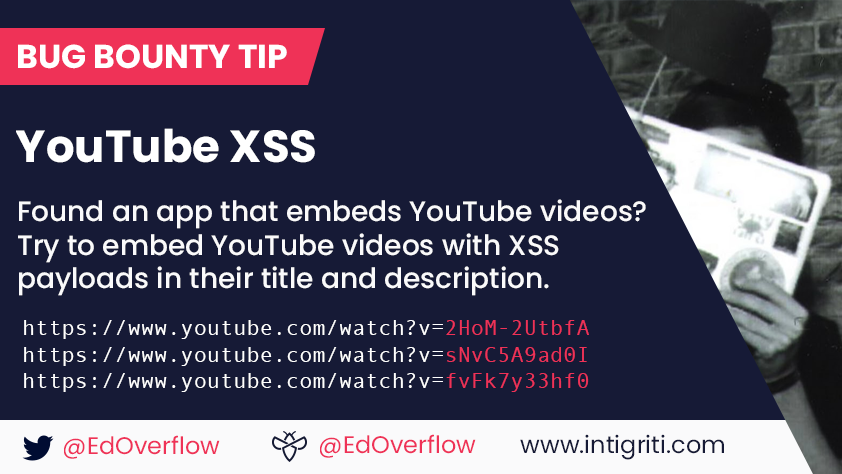 BUG BOUNTY TIP
YouTube XSS
Found an app that embeds YouTube videos?
Try to embed YouTube videos with XSS
payloads in their title and description.
https://www.youtube.com/watch?v=2HoM-2UtbfA
https://www.youtube.com/watch?v=sNvC5A9ad0I
https://www.youtube.com/watch?v=fvFk7y33hf0
@EdOverflow @EdOverflow www.intigriti.com